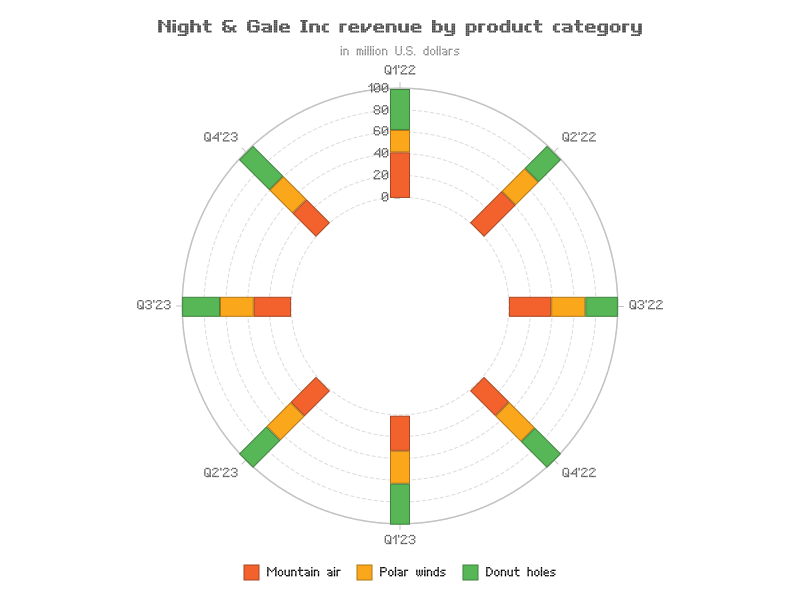 Night & Gale Inc revenue by product category
in million U.S. dollars
Q1'22
100
80
60
40
20
0
Q4'23
Q2'22
Q3'23
Q3'22
Q2'23
Q4'22
Q1'23
Mountain air
Polar winds
Donut holes